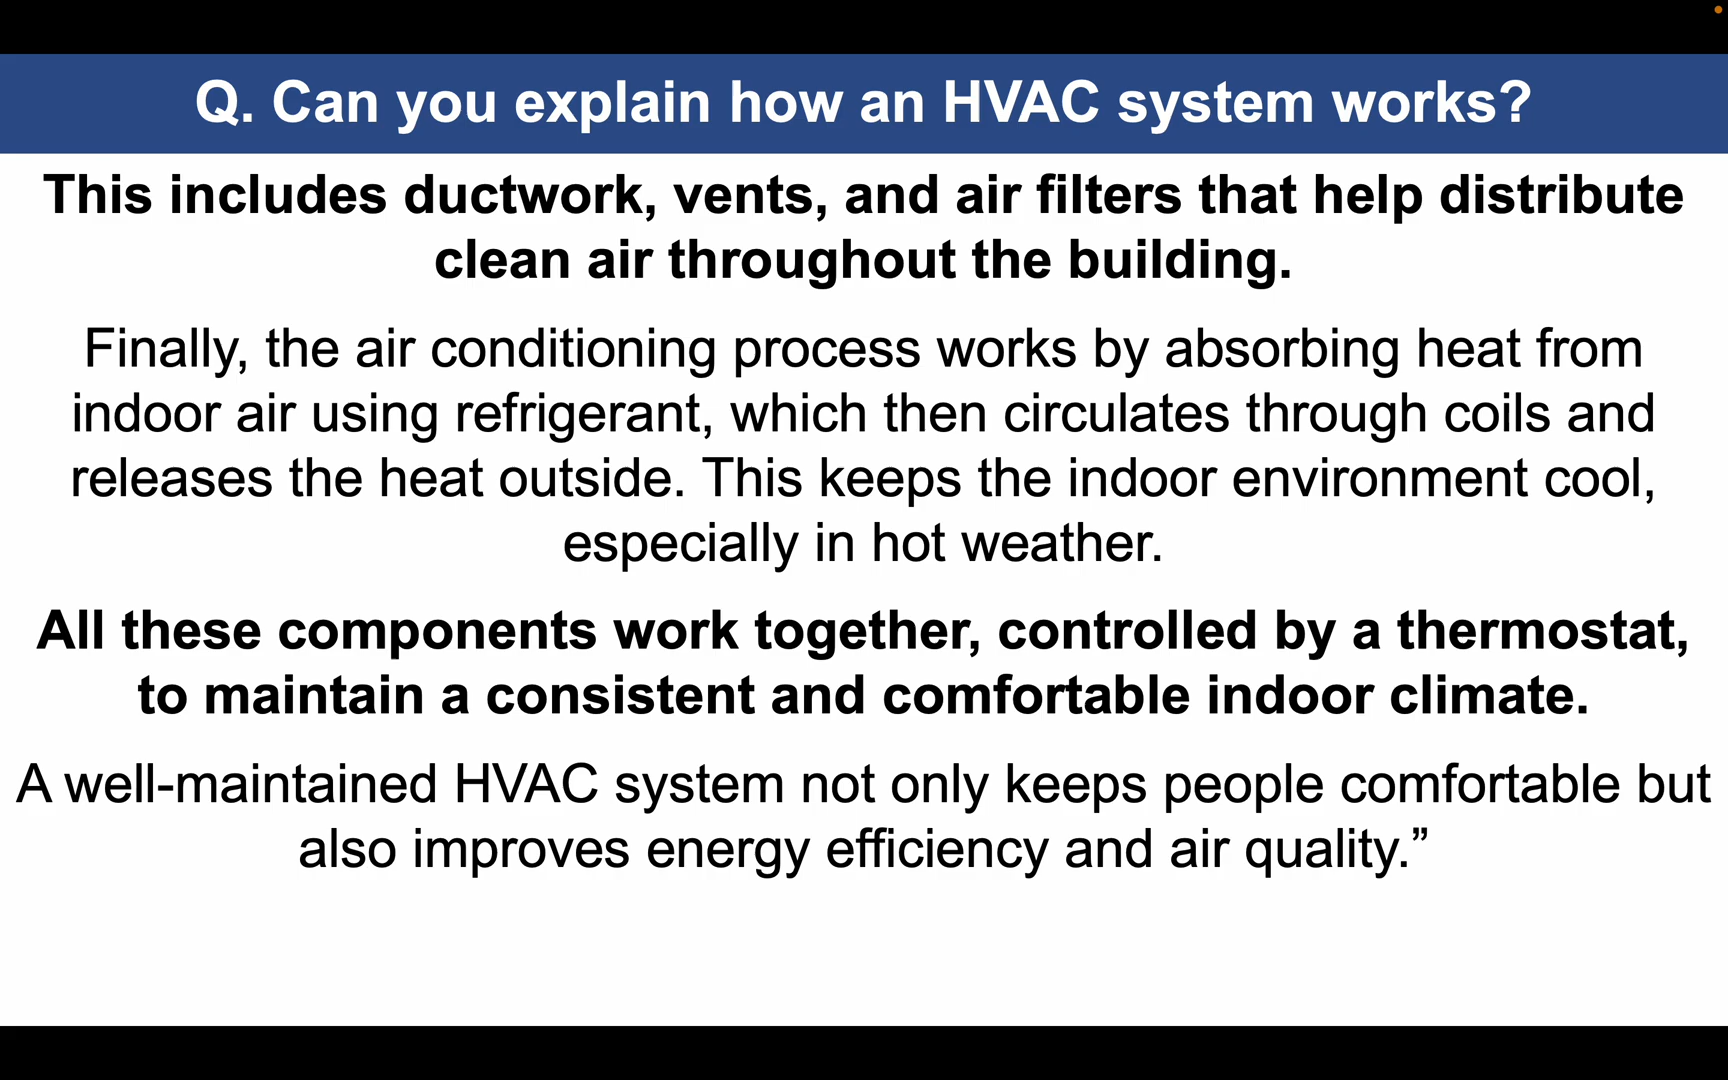 Q. Can you explain how an HVAC system works?
This includes ductwork, vents, and air filters that help distribute
clean air throughout the building.
Finally, the air conditioning process works by absorbing heat from
indoor air using refrigerant, which then circulates through coils and
releases the heat outside. This keeps the indoor environment cool,
especially in hot weather.
All these components work together, controlled by a thermostat,
to maintain a consistent and comfortable indoor climate.
A well-maintained HVAC system not only keeps people comfortable but
also improves energy efficiency and air quality.”